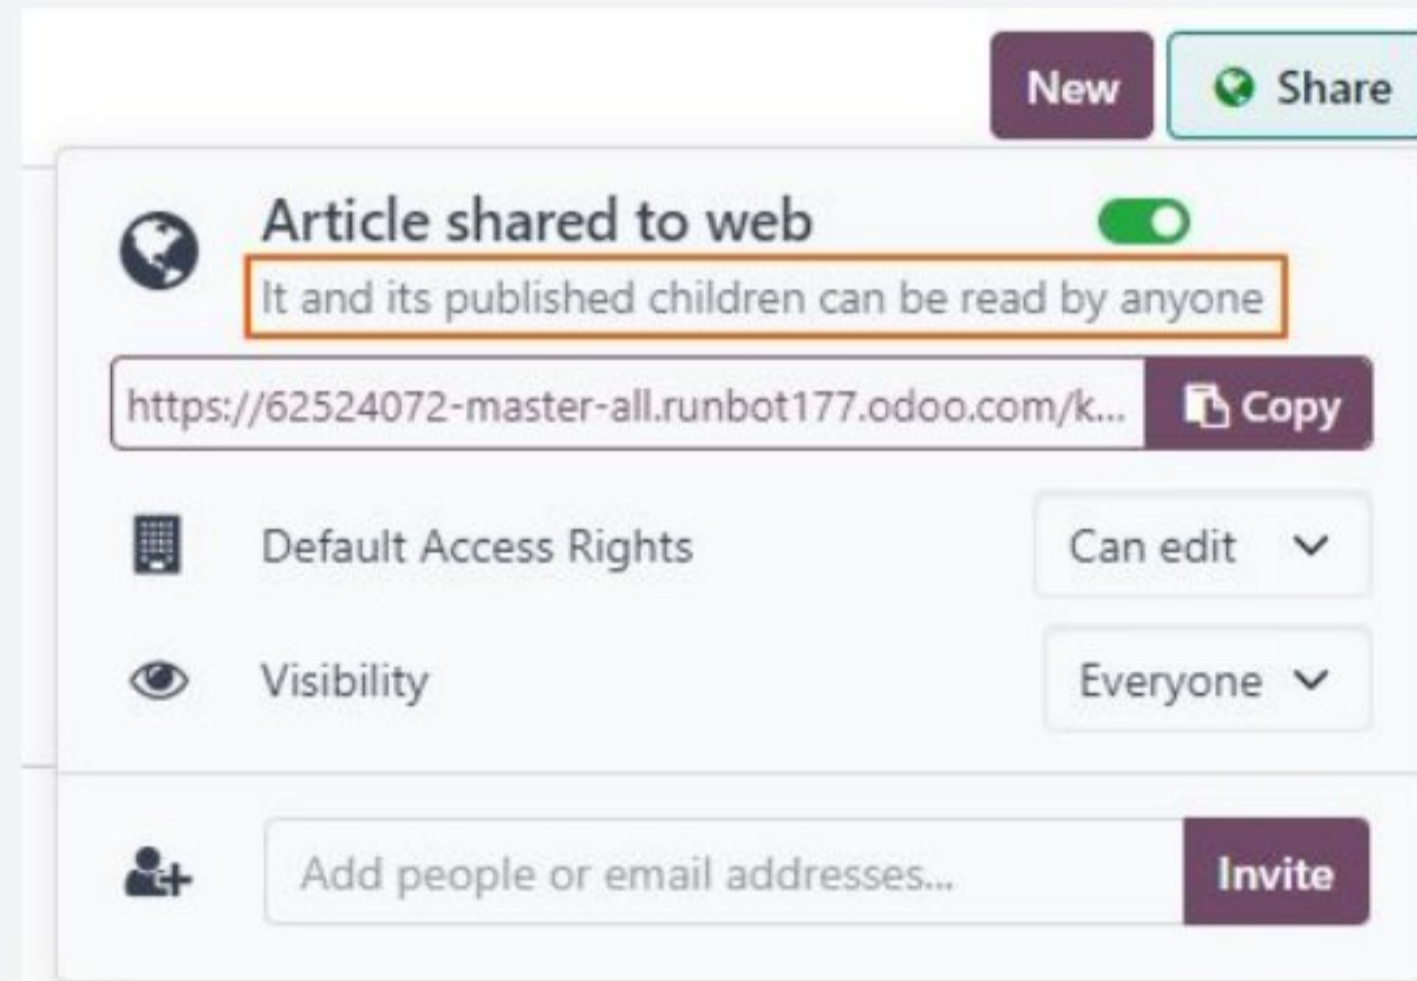 New
Share
Article shared to web
It and its published children can be read by anyone
https://62524072-master-all.runbot177.odoo.com/k...
Copy
Default Access Rights
Can edit
Visibility
Everyone
Add people or email addresses...
Invite